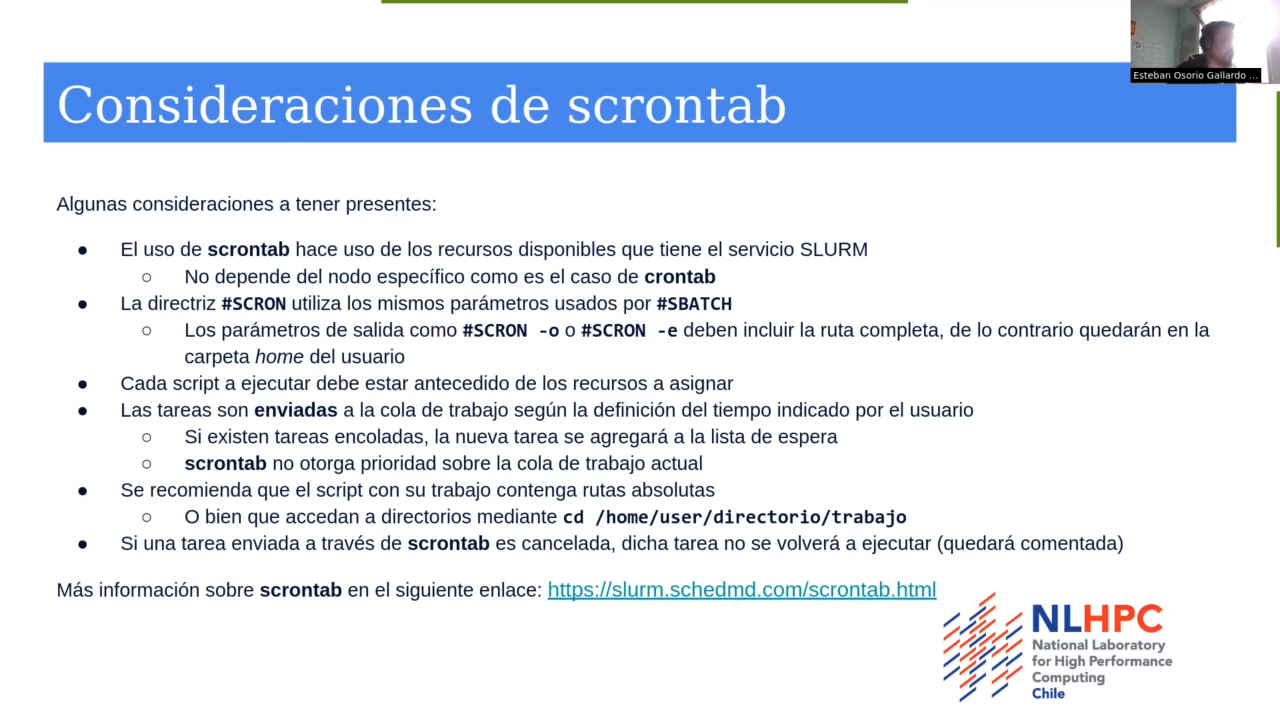 Esteban Osorio Gallardo ...
Consideraciones de scrontab
Algunas consideraciones a tener presentes:
● El uso de scrontab hace uso de los recursos disponibles que tiene el servicio SLURM
○ No depende del nodo específico como es el caso de crontab
● La directriz #SCRON utiliza los mismos parámetros usados por #SBATCH
○ Los parámetros de salida como #SCRON -o o #SCRON -e deben incluir la ruta completa, de lo contrario quedarán en la
carpeta home del usuario
● Cada script a ejecutar debe estar antecedido de los recursos a asignar
● Las tareas son enviadas a la cola de trabajo según la definición del tiempo indicado por el usuario
○ Si existen tareas encoladas, la nueva tarea se agregará a la lista de espera
○ scrontab no otorga prioridad sobre la cola de trabajo actual
● Se recomienda que el script con su trabajo contenga rutas absolutas
○ O bien que accedan a directorios mediante cd /home/user/directorio/trabajo
● Si una tarea enviada a través de scrontab es cancelada, dicha tarea no se volverá a ejecutar (quedará comentada)
Más información sobre scrontab en el siguiente enlace: https://slurm.schedmd.com/scrontab.html
NLHPC
National Laboratory
for High Performance
Computing
Chile